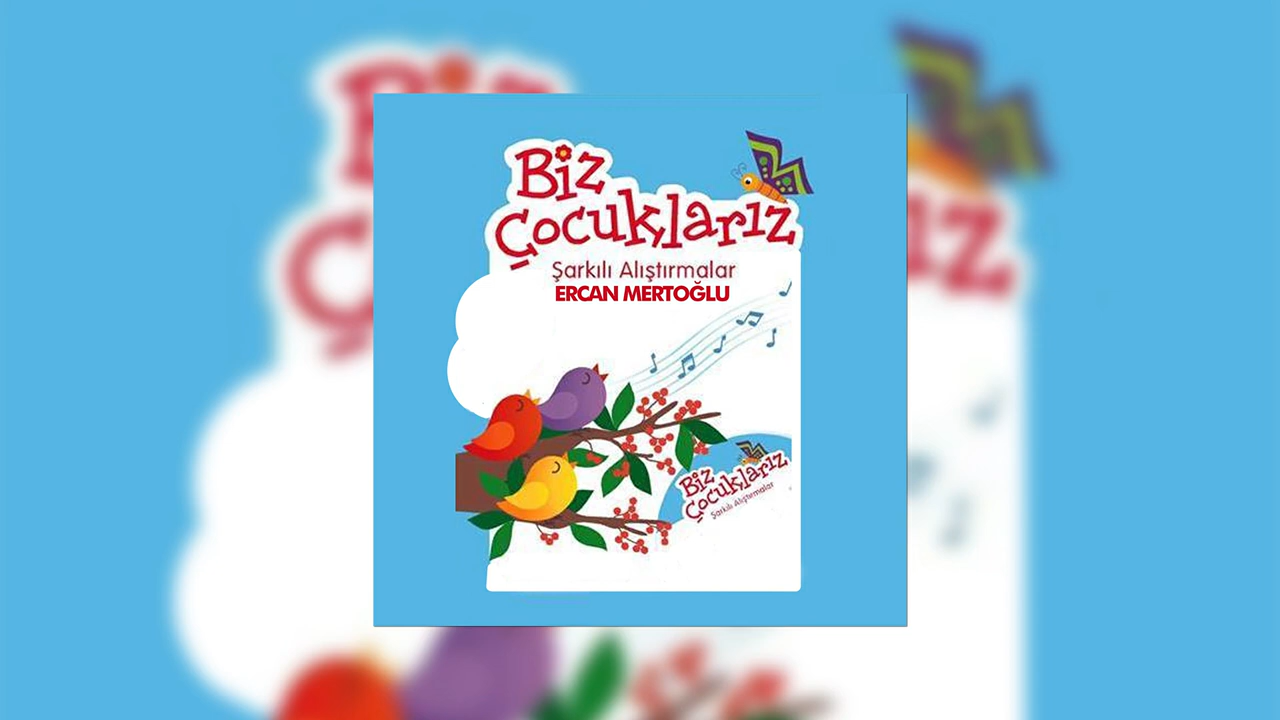 Biz
Çocuklarız
Şarkılı Alıştırmalar
ERCAN MERTOĞLU
Biz
Çocuklarız
Şarkılı Alıştırmalar